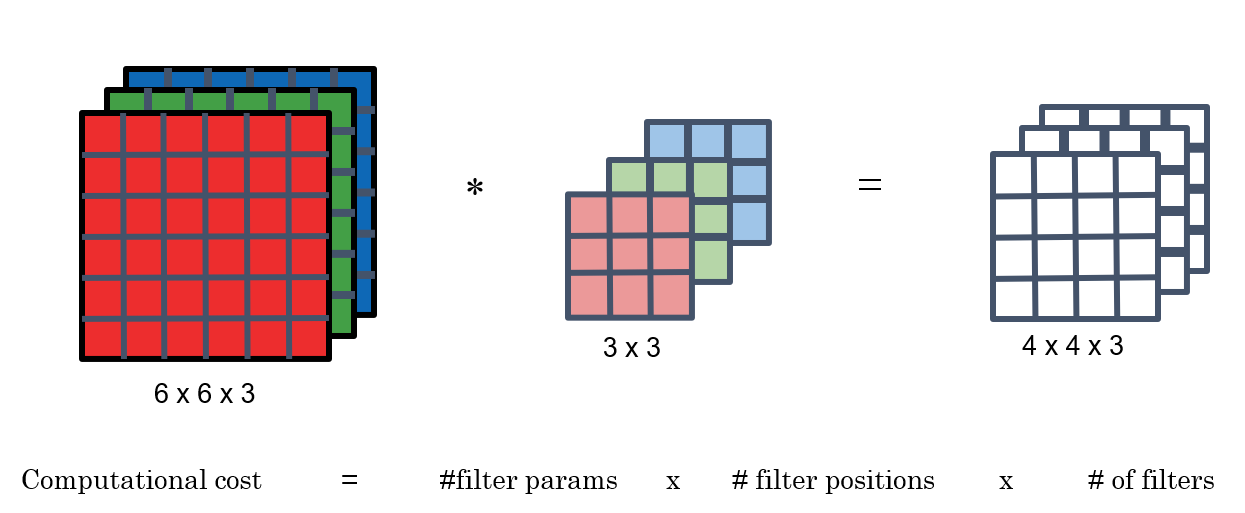 * =
6 x 6 x 3
3 x 3
4 x 4 x 3
Computational cost = #filter params x # filter positions x # of filters